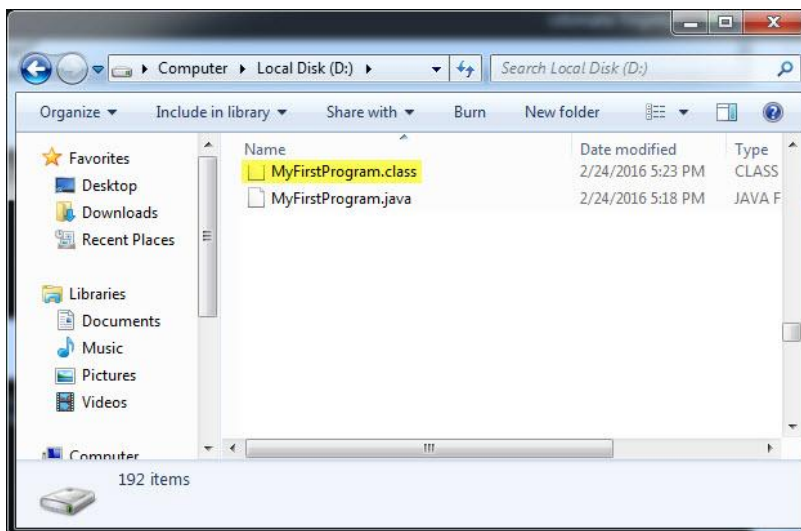 Computer Local Disk (D:) Search Local Disk (D:)
Organize Include in library Share with Burn New folder
Favorites
Desktop
Downloads
Recent Places
Libraries
Documents
Music
Pictures
Videos
Computer
Name Date modified Type
MyFirstProgram.class 2/24/2016 5:23 PM CLASS
MyFirstProgram.java 2/24/2016 5:18 PM JAVA F
192 items